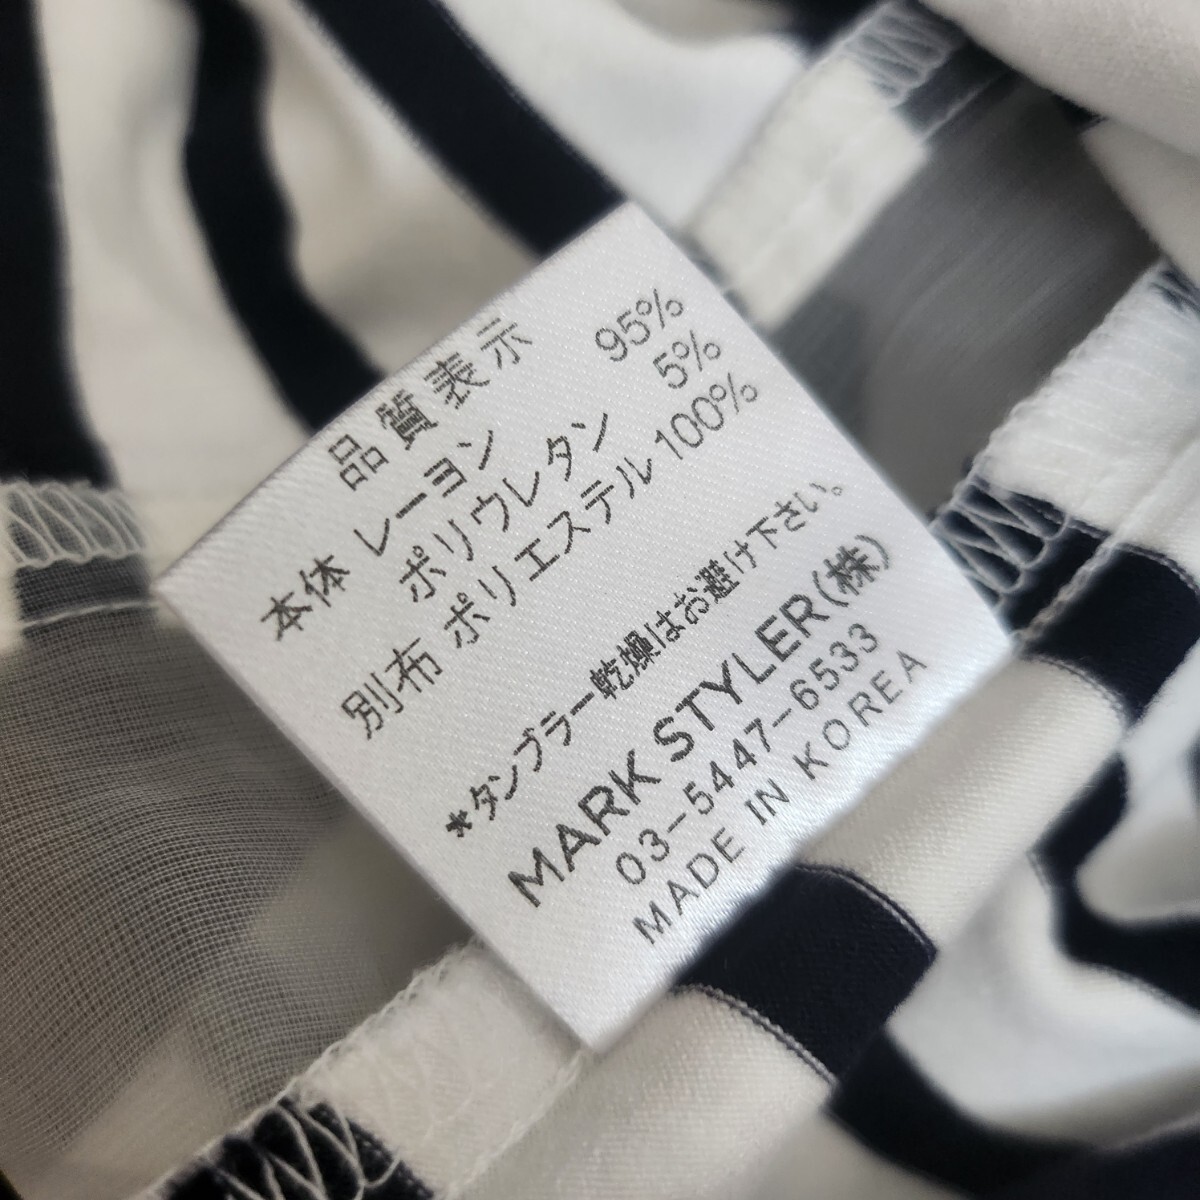 品質表示
本体 レーヨン 95%
ポリウレタン 5%
別布 ポリエステル 100%
*タンブラー乾燥はお避け下さい。
MARK STYLER(株)
03-5447-6533
MADE IN KOREA